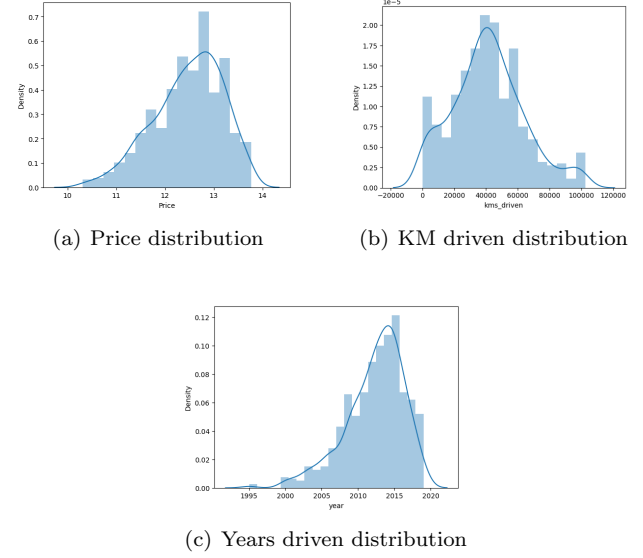 0.7
0.6
0.5
0.4
0.3
0.2
0.1
0.0
Density
10 11 12 13 14
Price
(a) Price distribution
1e−5
2.00
1.75
1.50
1.25
1.00
0.75
0.50
0.25
0.00
Density
−20000 0 20000 40000 60000 80000 100000 120000
kms_driven
(b) KM driven distribution
0.12
0.10
0.08
0.06
0.04
0.02
0.00
Density
1995 2000 2005 2010 2015 2020
year
(c) Years driven distribution